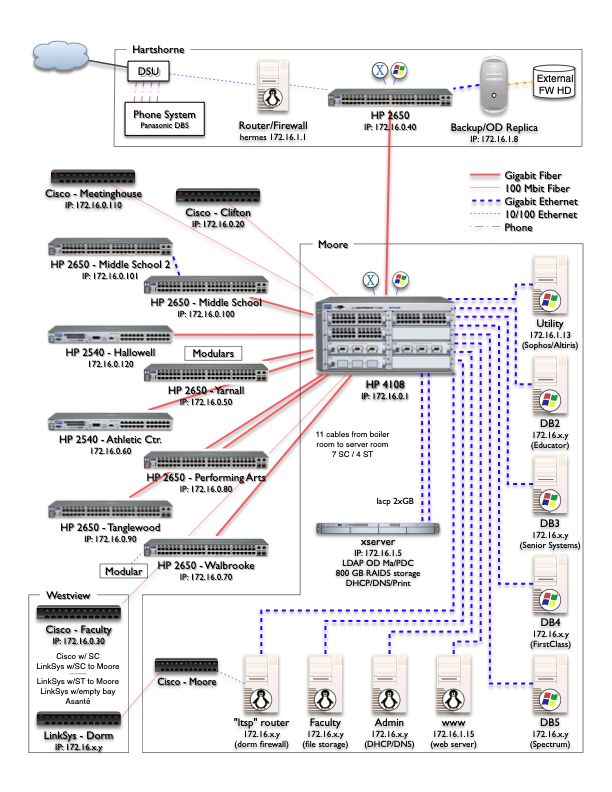 Hartshorne
DSU
Phone System
Panasonic DBS
Router/Firewall
hermes 172.16.1.1
X
HP 2650
IP: 172.16.0.40
Backup/OD Replica
IP: 172.16.1.8
External
FW HD
Gigabit Fiber
100 Mbit Fiber
Gigabit Ethernet
10/100 Ethernet
Phone
Cisco - Meetinghouse
IP: 172.16.0.110
Cisco - Clifton
IP: 172.16.0.20
HP 2650 - Middle School 2
IP: 172.16.0.101
HP 2650 - Middle School
IP: 172.16.0.100
HP 2540 - Hallowell
172.16.0.120
Modulars
HP 2650 - Yarnall
IP: 172.16.0.50
HP 2540 - Athletic Ctr.
172.16.0.60
HP 2650 - Performing Arts
IP: 172.16.0.80
HP 2650 - Tanglewood
IP: 172.16.0.90
HP 2650 - Walbrooke
IP: 172.16.0.70
Modular
Moore
X
HP 4108
IP: 172.16.0.1
11 cables from boiler
room to server room
7 SC / 4 ST
lacp 2xGB
xserver
IP: 172.16.1.5
LDAP OD Ma/PDC
800 GB RAID5 storage
DHCP/DNS/Print
Utility
172.16.1.13
(Sophos/Altiris)
DB2
172.16.x.y
(Educator)
DB3
172.16.x.y
(Senior Systems)
DB4
172.16.x.y
(FirstClass)
DB5
172.16.x.y
(Spectrum)
Westview
Cisco - Faculty
IP: 172.16.0.30
Cisco w/ SC
LinkSys w/SC to Moore
LinkSys w/ST to Moore
LinkSys w/empty bay
Asanté
LinkSys - Dorm
IP: 172.16.x.y
Cisco - Moore
"ltsp" router
172.16.x.y
(dorm firewall)
Faculty
172.16.x.y
(file storage)
Admin
172.16.x.y
(DHCP/DNS)
www
172.16.1.15
(web server)